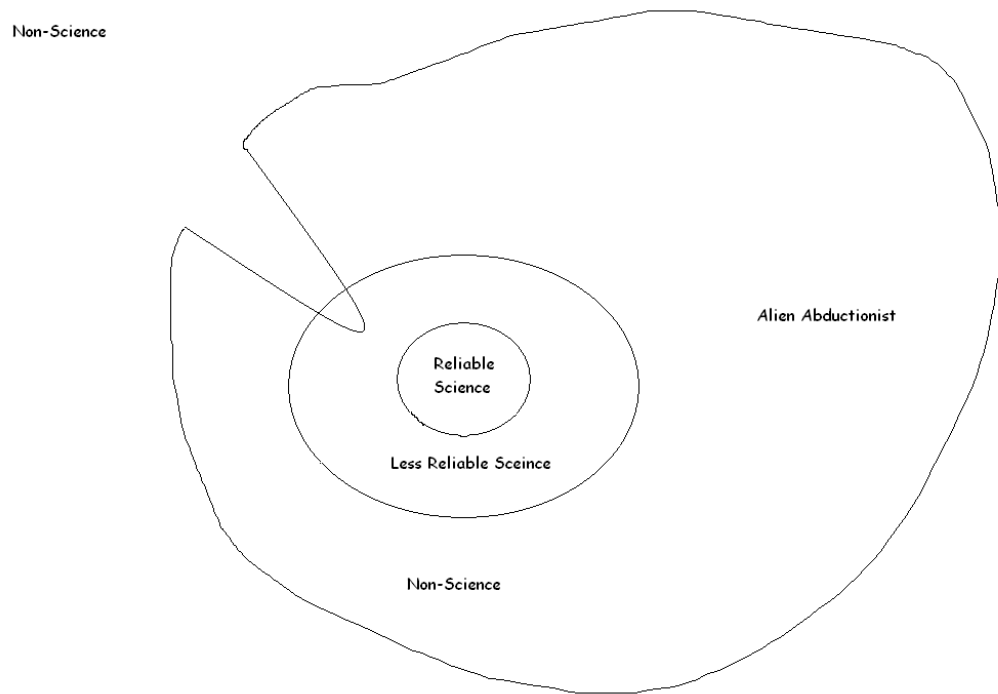 Non-Science
Alien Abductionist
Reliable
Science
Less Reliable Sceince
Non-Science